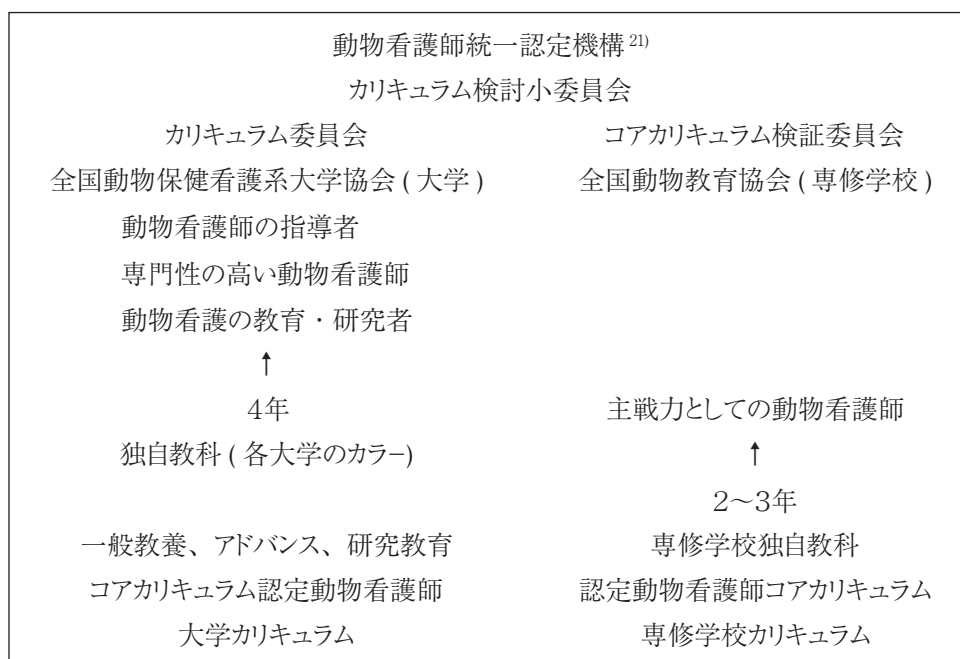 動物看護師統一認定機構 21)
カリキュラム検討小委員会
カリキュラム委員会 コアカリキュラム検証委員会
全国動物保健看護系大学協会 ( 大学 ) 全国動物教育協会 ( 専修学校 )
動物看護師の指導者
専門性の高い動物看護師
動物看護の教育・研究者
↑
4年 主戦力としての動物看護師
独自教科 ( 各大学のカラー) ↑
2〜3年
一般教養、アドバンス、研究教育 専修学校独自教科
コアカリキュラム認定動物看護師 認定動物看護師コアカリキュラム
大学カリキュラム 専修学校カリキュラム